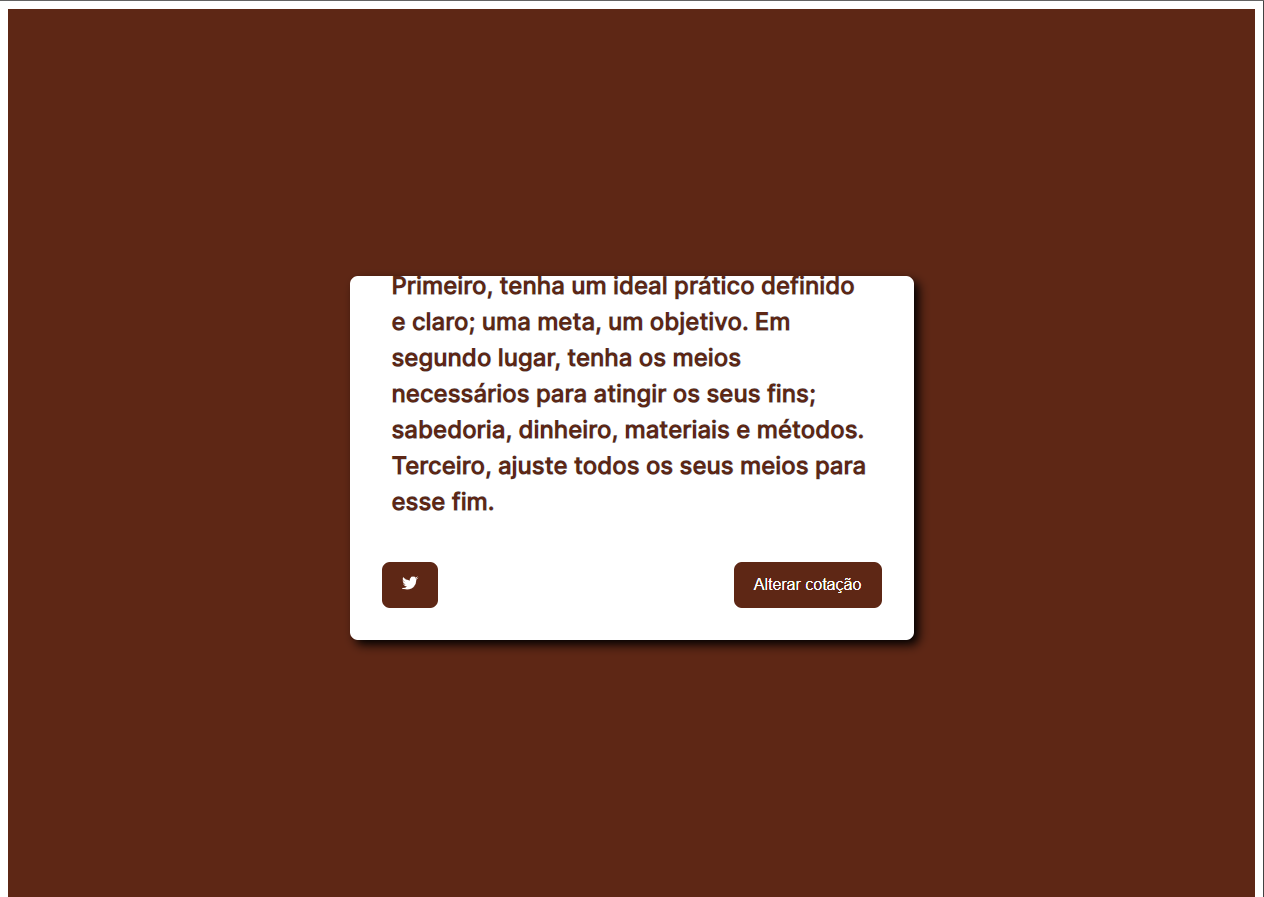 Primeiro, tenha um ideal prático definido
e claro; uma meta, um objetivo. Em
segundo lugar, tenha os meios
necessários para atingir os seus fins;
sabedoria, dinheiro, materiais e métodos.
Terceiro, ajuste todos os seus meios para
esse fim.
Alterar cotação